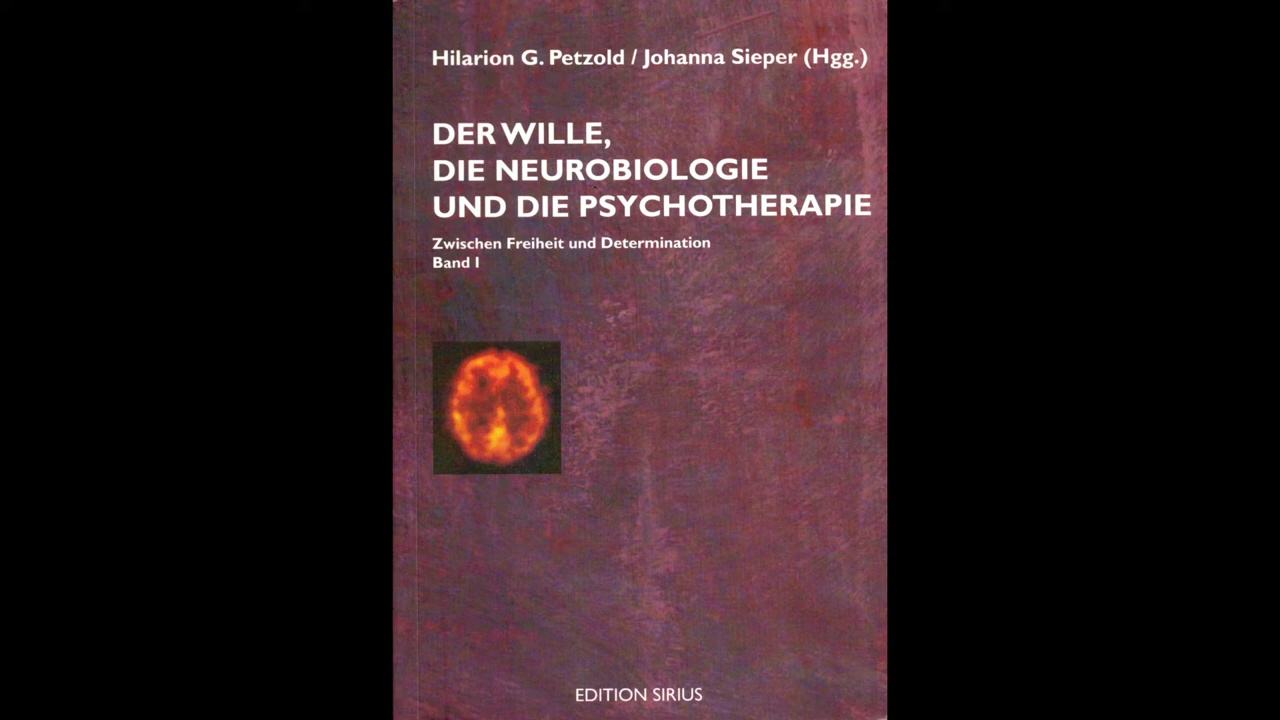 Hilarion G. Petzold / Johanna Sieper (Hgg.)
DER WILLE,
DIE NEUROBIOLOGIE
UND DIE PSYCHOTHERAPIE
Zwischen Freiheit und Determination
Band I
EDITION SIRIUS